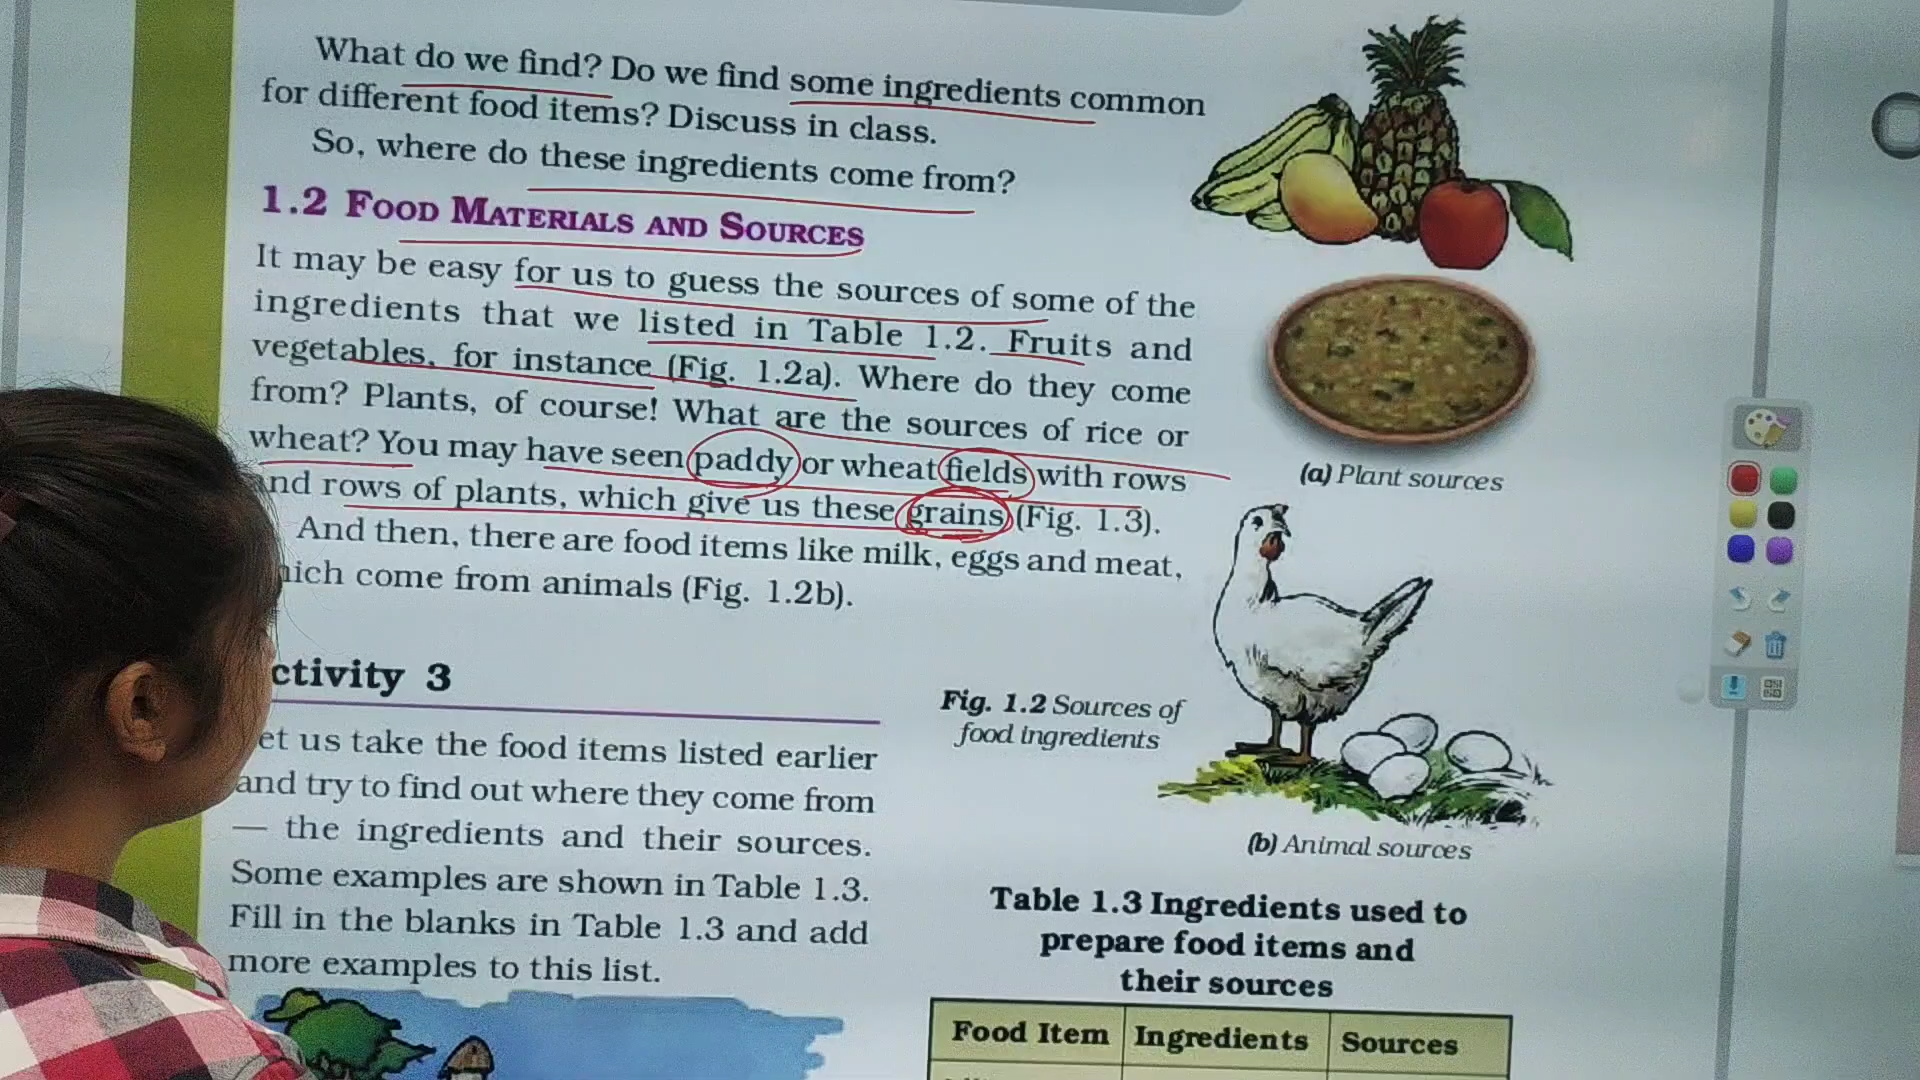 What do we find? Do we find some ingredients common
for different food items? Discuss in class.
So, where do these ingredients come from?
1.2 FOOD MATERIALS AND SOURCES
It may be easy for us to guess the sources of some of the
ingredients that we listed in Table 1.2. Fruits and
vegetables, for instance (Fig. 1.2a). Where do they come
from? Plants, of course! What are the sources of rice or
wheat? You may have seen paddy or wheat fields with rows
and rows of plants, which give us these grains (Fig. 1.3).
And then, there are food items like milk, eggs and meat,
which come from animals (Fig. 1.2b).
(a) Plant sources
Fig. 1.2 Sources of
food ingredients
(b) Animal sources
ctivity 3
et us take the food items listed earlier
and try to find out where they come from
— the ingredients and their sources.
Some examples are shown in Table 1.3.
Fill in the blanks in Table 1.3 and add
more examples to this list.
Table 1.3 Ingredients used to
prepare food items and
their sources
Food Item Ingredients Sources